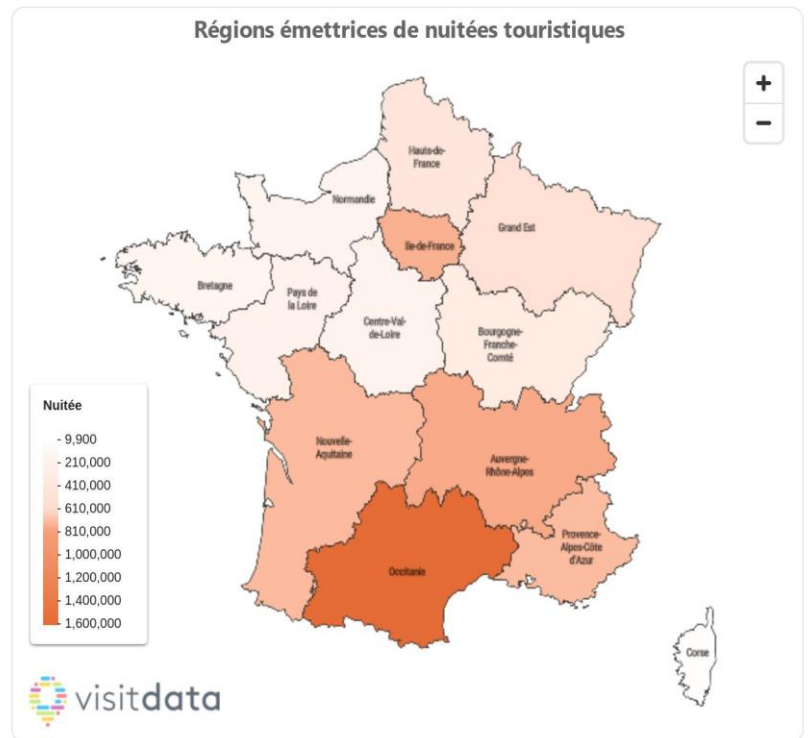 Régions émettrices de nuitées touristiques
+
−
Hauts-de-
France
Normandie
Ile-de-France
Grand Est
Bretagne
Pays de
la Loire
Centre-Val-
de-Loire
Bourgogne-
Franche-
Comté
Nuitée
- 9,900
- 210,000
- 410,000
- 610,000
- 810,000
- 1,000,000
- 1,200,000
- 1,400,000
- 1,600,000
Nouvelle-
Aquitaine
Auvergne-
Rhône-Alpes
Provence-
Alpes-Côte
d'Azur
Occitanie
Corse
visitdata